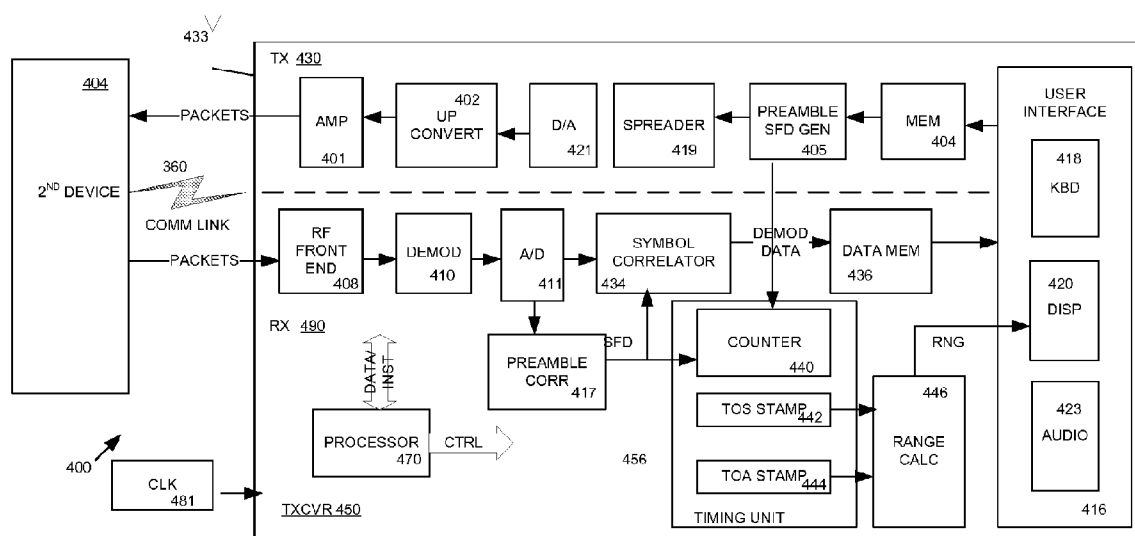 433
TX 430
404
2ND DEVICE
PACKETS
AMP
401
402
UP
CONVERT
D/A
421
SPREADER
419
PREAMBLE
SFD GEN
405
MEM
404
USER
INTERFACE
418
KBD
360
COMM LINK
PACKETS
RF
FRONT
END
408
DEMOD
410
A/D
411
SYMBOL
CORRELATOR
434
DEMOD
DATA
DATA MEM
436
RX 490
DATA/
INST
PREAMBLE
CORR
417
SFD
COUNTER
440
RNG
420
DISP
PROCESSOR
470
CTRL
TOS STAMP
442
446
RANGE
CALC
423
AUDIO
400
CLK
481
456
TOA STAMP
444
TXCVR 450
TIMING UNIT
416